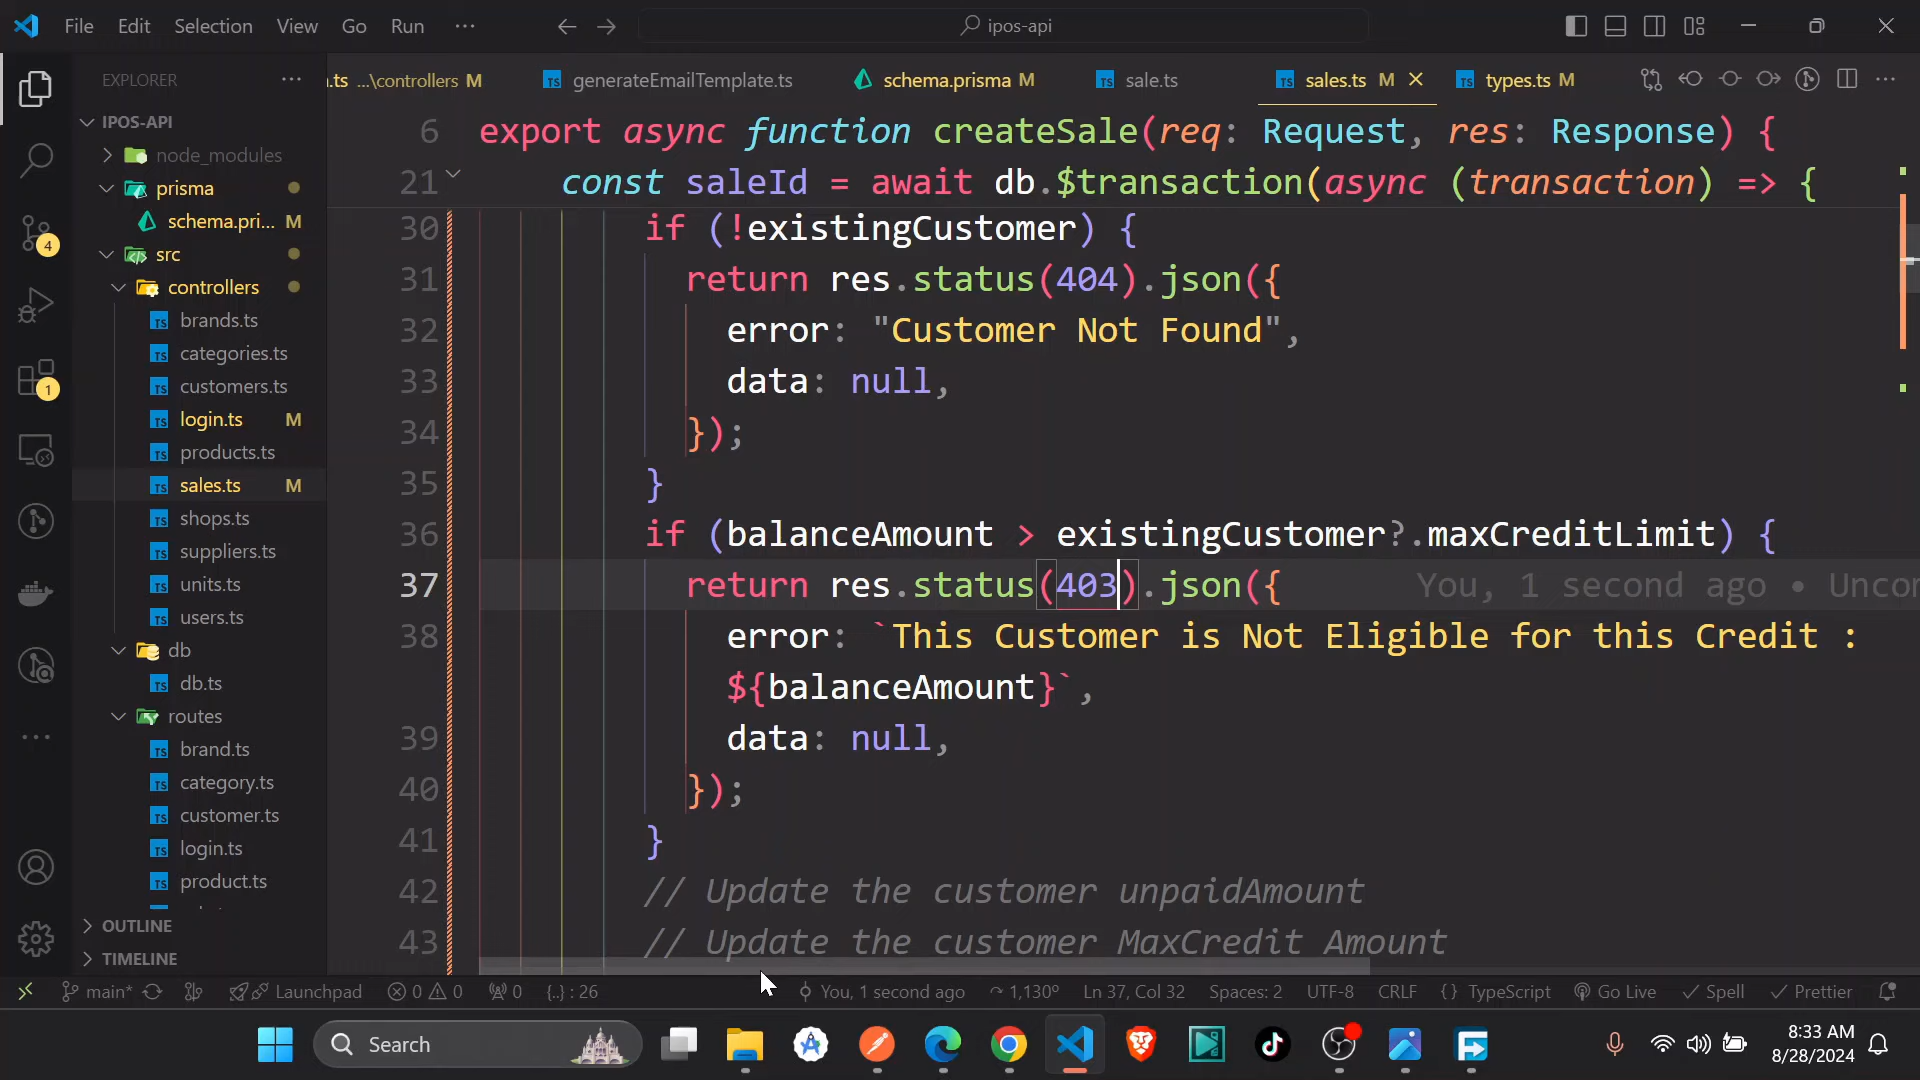 File Edit Selection View Go Run ··· ipos-api
EXPLORER ···
.ts ...\controllers M generateEmailTemplate.ts schema.prisma M sale.ts sales.ts M types.ts M
IPOS-API
node_modules
prisma
schema.pri... M
src
controllers
brands.ts
categories.ts
customers.ts
login.ts M
products.ts
sales.ts M
shops.ts
suppliers.ts
units.ts
users.ts
db
db.ts
routes
brand.ts
category.ts
customer.ts
login.ts
product.ts
OUTLINE
TIMELINE
4
1
6 export async function createSale(req: Request, res: Response) {
21 const saleId = await db.$transaction(async (transaction) => {
30 if (!existingCustomer) {
31 return res.status(404).json({
32 error: "Customer Not Found",
33 data: null,
34 });
35 }
36 if (balanceAmount > existingCustomer?.maxCreditLimit) {
37 return res.status(403).json({ You, 1 second ago • Uncor
38 error: `This Customer is Not Eligible for this Credit :
${balanceAmount}`,
39 data: null,
40 });
41 }
42 // Update the customer unpaidAmount
43 // Update the customer MaxCredit Amount
main* Launchpad 0 0 0 {..} : 26 You, 1 second ago 1,130º Ln 37, Col 32 Spaces: 2 UTF-8 CRLF {} TypeScript Go Live Spell Prettier
Search
8:33 AM
8/28/2024